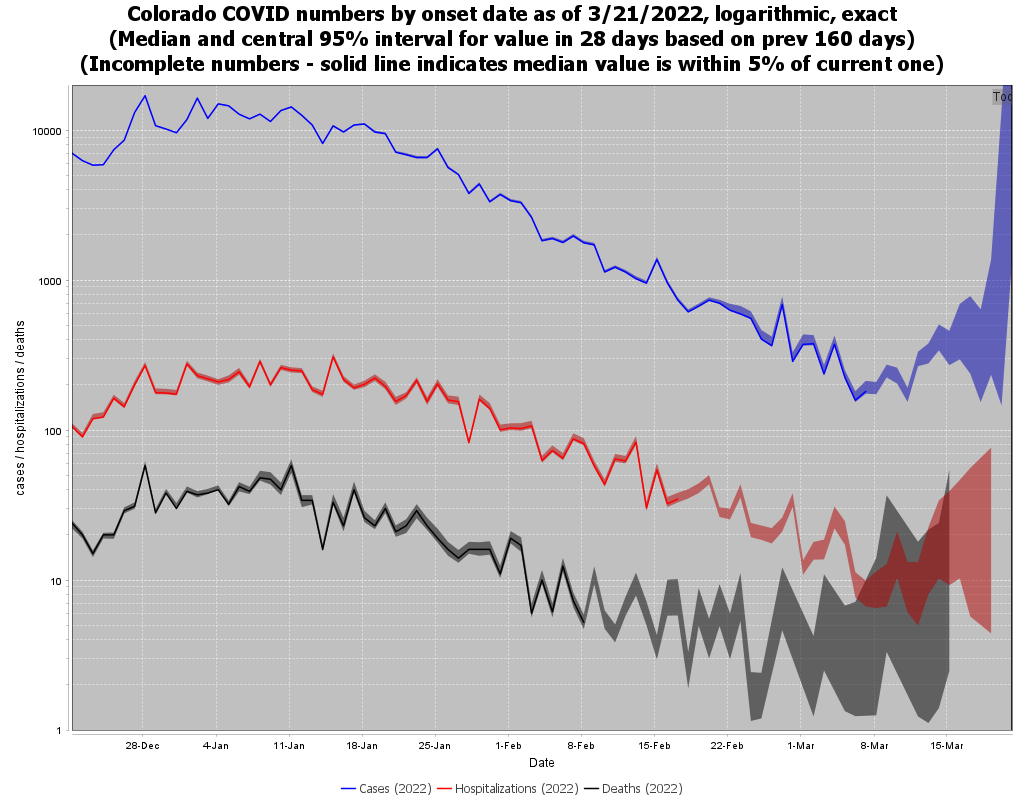 Colorado COVID numbers by onset date as of 3/21/2022, logarithmic, exact
(Median and central 95% interval for value in 28 days based on prev 160 days)
(Incomplete numbers - solid line indicates median value is within 5% of current one)
10000
1000
100
10
1
cases / hospitalizations / deaths
28-Dec 4-Jan 11-Jan 18-Jan 25-Jan 1-Feb 8-Feb 15-Feb 22-Feb 1-Mar 8-Mar 15-Mar
Date
Cases (2022) Hospitalizations (2022) Deaths (2022)